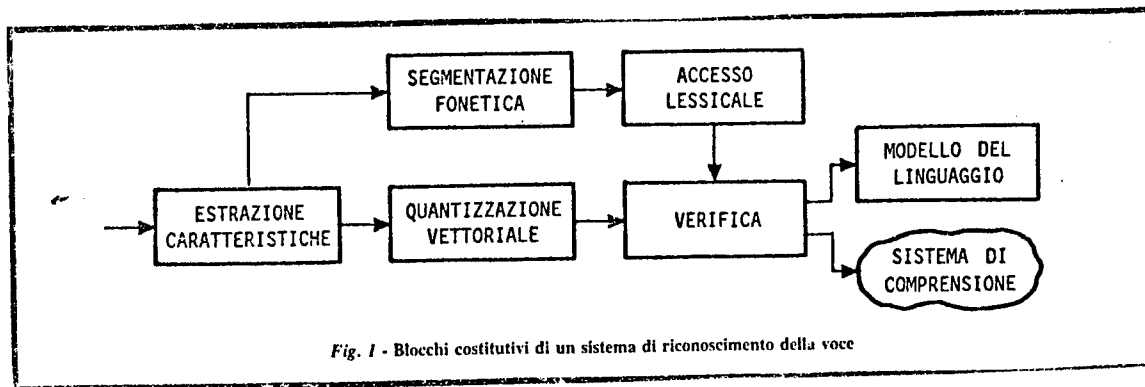 SEGMENTAZIONE
FONETICA
ACCESSO
LESSICALE
MODELLO DEL
LINGUAGGIO
ESTRAZIONE
CARATTERISTICHE
QUANTIZZAZIONE
VETTORIALE
VERIFICA
SISTEMA DI
COMPRENSIONE
Fig. 1 - Blocchi costitutivi di un sistema di riconoscimento della voce